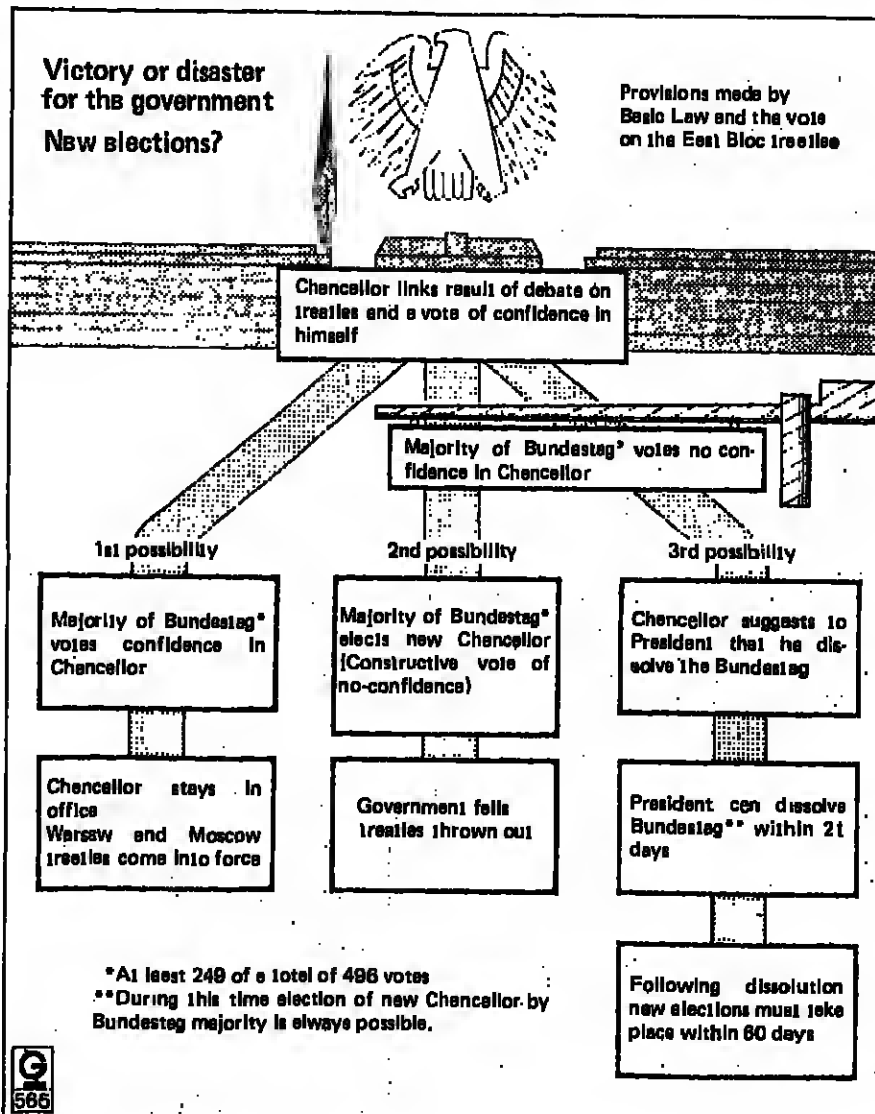 Victory or disaster
for the government
New elections?
Provisions made by
Basic Law and the vote
on the East Bloc treaties
Chancellor links result of debate on
treaties and a vote of confidence in
himself
Majority of Bundestag* votes no con-
fidence in Chancellor
1st possibility
2nd possibility
3rd possibility
Majority of Bundestag*
votes confidence in
Chancellor
Majority of Bundestag*
elects new Chancellor
(Constructive vote of
no-confidence)
Chancellor suggests to
President that he dis-
solve the Bundestag
Chancellor stays in
office
Warsaw and Moscow
treaties come into force
Government falls
treaties thrown out
President can dissolve
Bundestag** within 21
days
Following dissolution
new elections must take
place within 60 days
*At least 249 of a total of 496 votes
**During this time election of new Chancellor by
Bundestag majority is always possible.
G
566